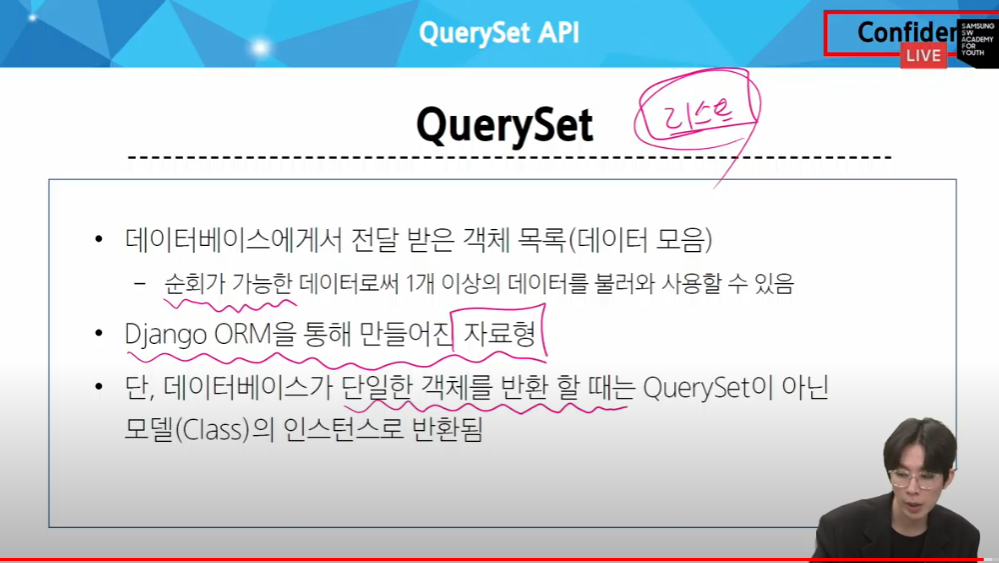 QuerySet API
Confiden
LIVE
SAMSUNG
SW
ACADEMY
FOR
YOUTH
QuerySet
리스트
• 데이터베이스에게서 전달 받은 객체 목록(데이터 모음)
– 순회가 가능한 데이터로써 1개 이상의 데이터를 불러와 사용할 수 있음
• Django ORM을 통해 만들어진 자료형
• 단, 데이터베이스가 단일한 객체를 반환 할 때는 QuerySet이 아닌
모델(Class)의 인스턴스로 반환됨